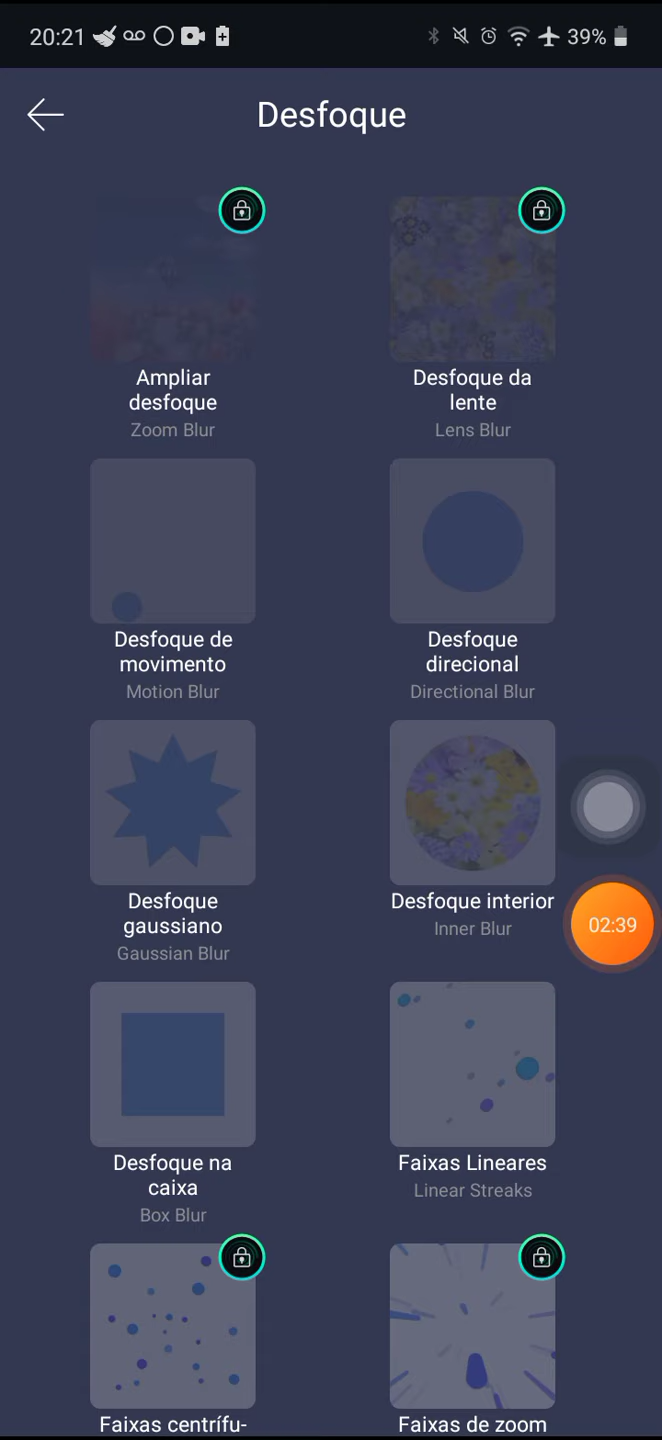 20:21
39%
Desfoque
Ampliar
desfoque
Zoom Blur
Desfoque da
lente
Lens Blur
Desfoque de
movimento
Motion Blur
Desfoque
direcional
Directional Blur
Desfoque
gaussiano
Gaussian Blur
Desfoque interior
Inner Blur
02:39
Desfoque na
caixa
Box Blur
Faixas Lineares
Linear Streaks
Faixas centrífu-
Faixas de zoom